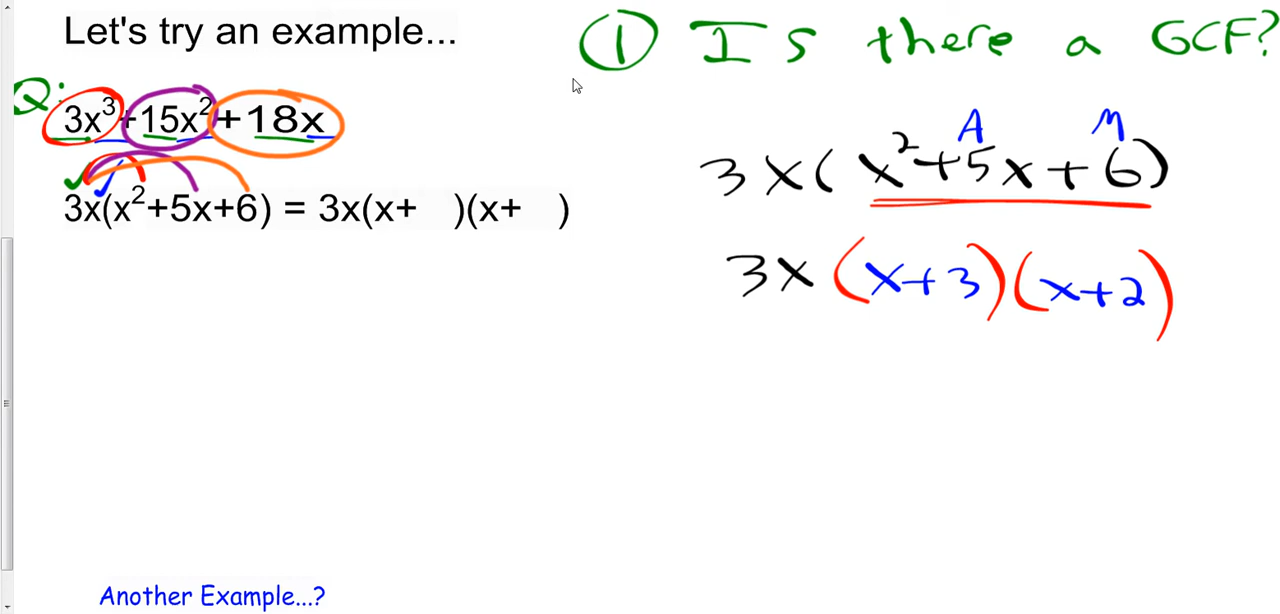 Let's try an example...
① Is there a GCF?
Q:
3x³+15x²+18x
3x(x²+5x+6) = 3x(x+   )(x+   )
A M
3x(x²+5x+6)
3x(x+3)(x+2)
Another Example...?